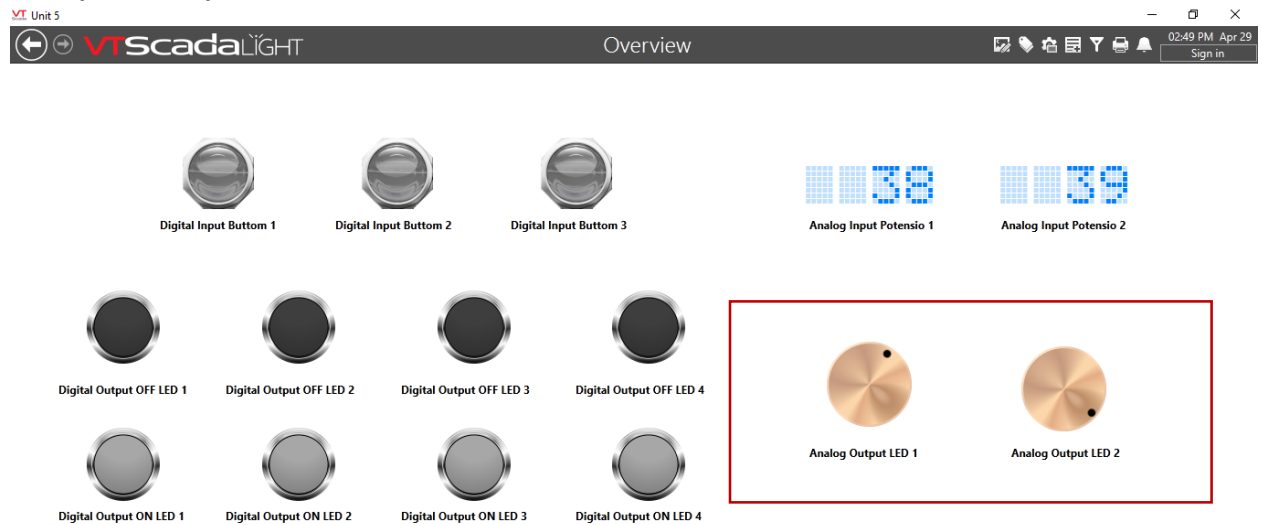 VT Unit 5
VTScadaLIGHT Overview 02:49 PM Apr 29
Sign in
38 39
Digital Input Buttom 1 Digital Input Buttom 2 Digital Input Buttom 3 Analog Input Potensio 1 Analog Input Potensio 2
Digital Output OFF LED 1 Digital Output OFF LED 2 Digital Output OFF LED 3 Digital Output OFF LED 4
Analog Output LED 1 Analog Output LED 2
Digital Output ON LED 1 Digital Output ON LED 2 Digital Output ON LED 3 Digital Output ON LED 4